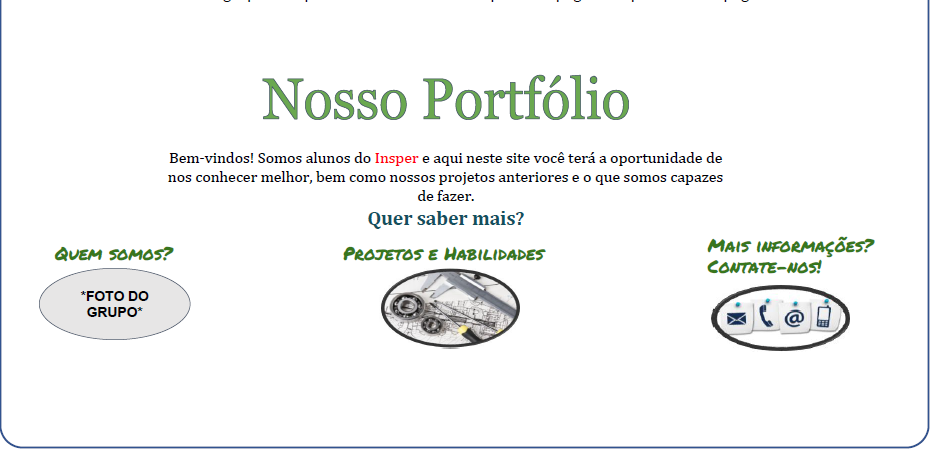 Nosso Portfólio
Bem-vindos! Somos alunos do Insper e aqui neste site você terá a oportunidade de
nos conhecer melhor, bem como nossos projetos anteriores e o que somos capazes
de fazer.
Quer saber mais?
Quem somos?
*FOTO DO
GRUPO*
Projetos e Habilidades
Mais informações?
Contate-nos!
@